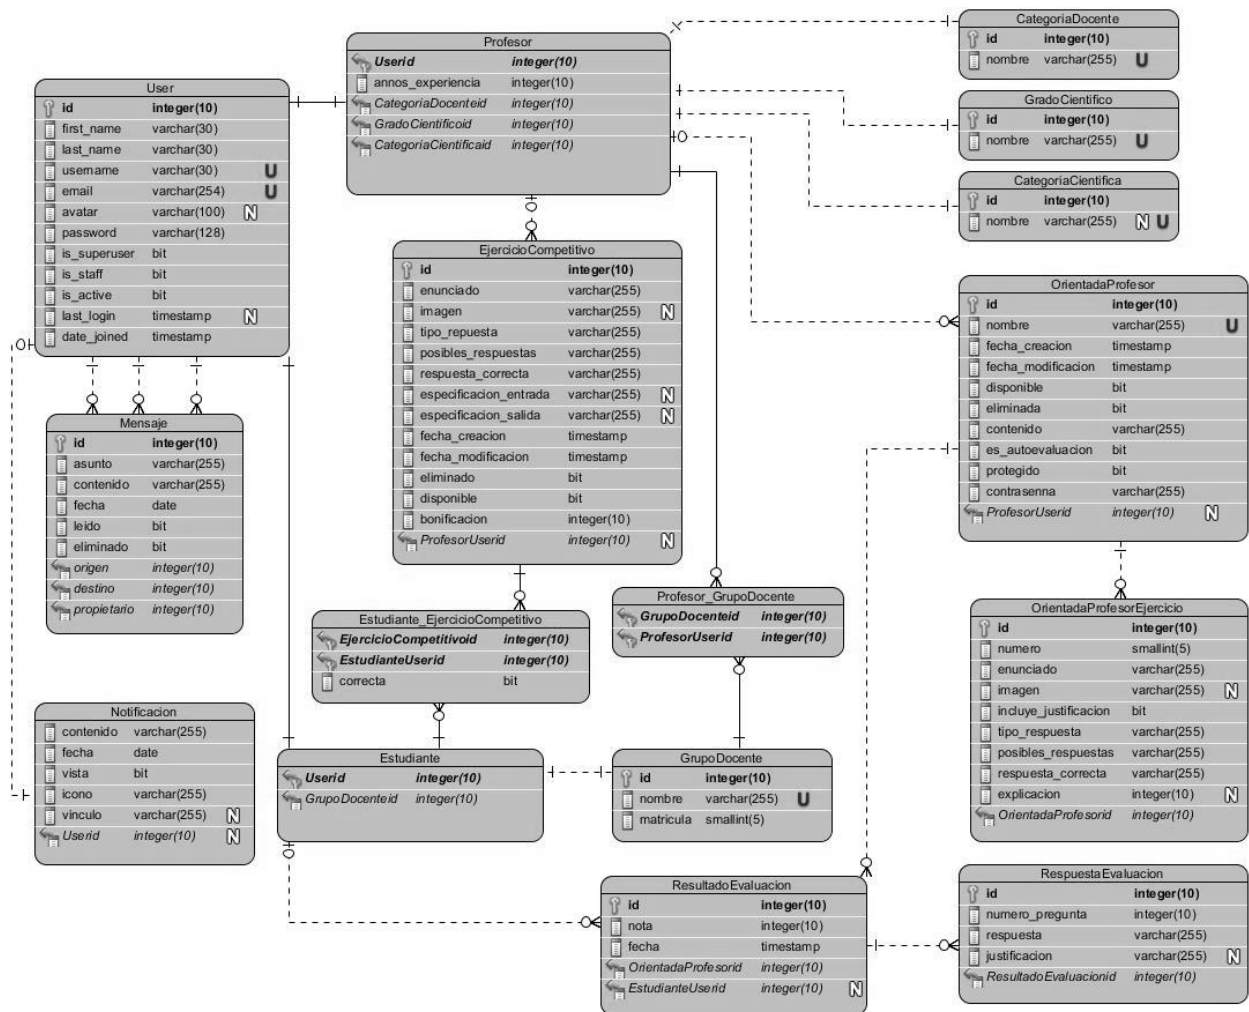 Profesor
Userid integer(10)
annos_experiencia integer(10)
CategoriaDocenteid integer(10)
GradoCientificoid integer(10)
CategoriaCientificaid integer(10)
CategoriaDocente
id integer(10)
nombre varchar(255) U
GradoCientifico
id integer(10)
nombre varchar(255) U
CategoriaCientifica
id integer(10)
nombre varchar(255) N U
User
id integer(10)
first_name varchar(30)
last_name varchar(30)
username varchar(30) U
email varchar(254) U
avatar varchar(100) N
password varchar(128)
is_superuser bit
is_staff bit
is_active bit
last_login timestamp N
date_joined timestamp
EjercicioCompetitivo
id integer(10)
enunciado varchar(255)
imagen varchar(255) N
tipo_repuesta varchar(255)
posibles_respuestas varchar(255)
respuesta_correcta varchar(255)
especificacion_entrada varchar(255) N
especificacion_salida varchar(255) N
fecha_creacion timestamp
fecha_modificacion timestamp
eliminado bit
disponible bit
bonificacion integer(10)
ProfesorUserid integer(10) N
OrientadaProfesor
id integer(10)
nombre varchar(255) U
fecha_creacion timestamp
fecha_modificacion timestamp
disponible bit
eliminada bit
contenido varchar(255)
es_autoevaluacion bit
protegido bit
contrasenna varchar(255)
ProfesorUserid integer(10) N
Mensaje
id integer(10)
asunto varchar(255)
contenido varchar(255)
fecha date
leido bit
eliminado bit
origen integer(10)
destino integer(10)
propietario integer(10)
Estudiante_EjercicioCompetitivo
EjercicioCompetitivoid integer(10)
EstudianteUserid integer(10)
correcta bit
Profesor_GrupoDocente
GrupoDocenteid integer(10)
ProfesorUserid integer(10)
OrientadaProfesorEjercicio
id integer(10)
numero smallint(5)
enunciado varchar(255)
imagen varchar(255) N
incluye_justificacion bit
tipo_respuesta varchar(255)
posibles_respuestas varchar(255)
respuesta_correcta varchar(255)
explicacion integer(10) N
OrientadaProfesorid integer(10)
Notificacion
contenido varchar(255)
fecha date
vista bit
icono varchar(255)
vinculo varchar(255) N
Userid integer(10) N
Estudiante
Userid integer(10)
GrupoDocenteid integer(10)
GrupoDocente
id integer(10)
nombre varchar(255) U
matricula smallint(5)
ResultadoEvaluacion
id integer(10)
nota integer(10)
fecha timestamp
OrientadaProfesorid integer(10)
EstudianteUserid integer(10) N
RespuestaEvaluacion
id integer(10)
numero_pregunta integer(10)
respuesta varchar(255)
justificacion varchar(255) N
ResultadoEvaluacionid integer(10)